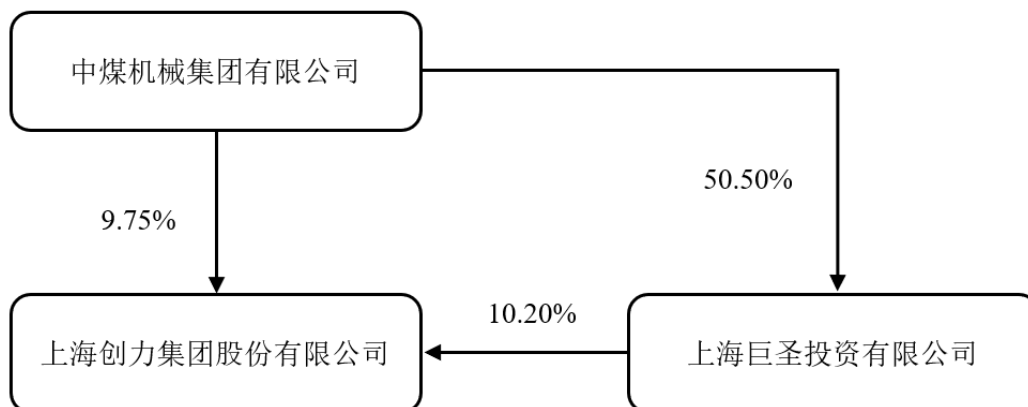 中煤机械集团有限公司
50.50%
9.75%
10.20%
上海创力集团股份有限公司
上海巨圣投资有限公司